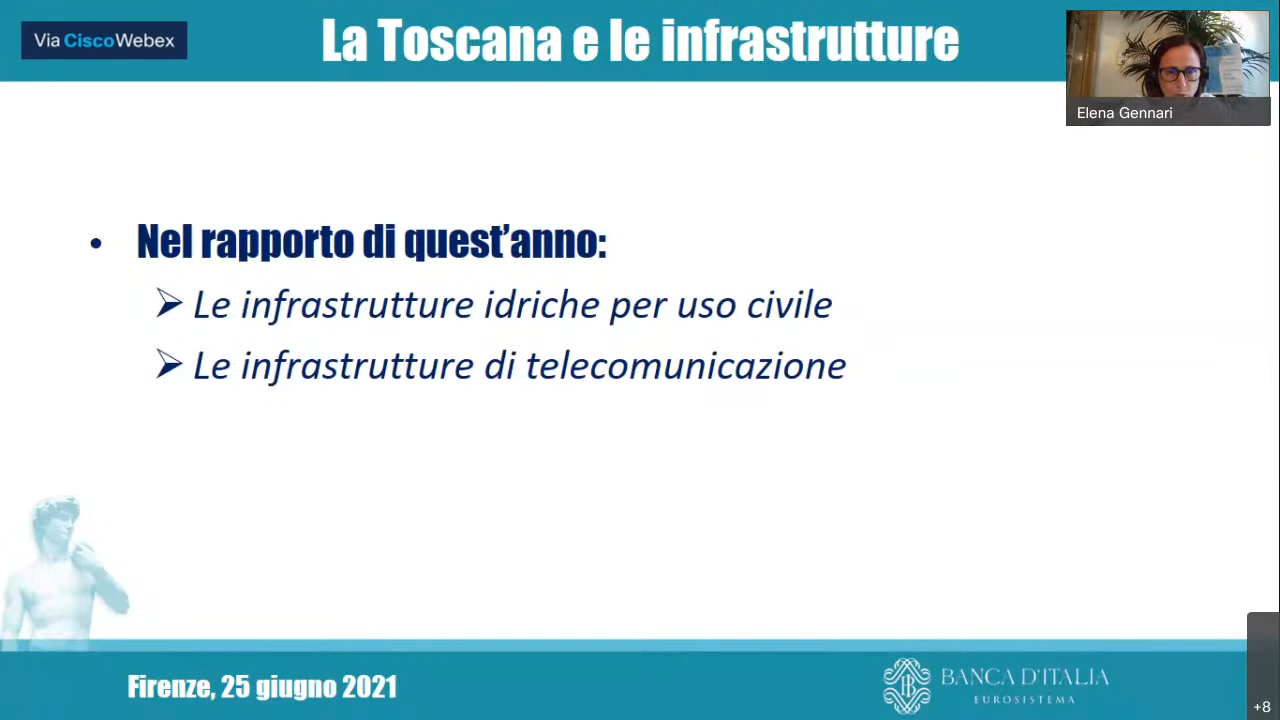 Via CiscoWebex
La Toscana e le infrastrutture
Elena Gennari
• Nel rapporto di quest'anno:
➢ Le infrastrutture idriche per uso civile
➢ Le infrastrutture di telecomunicazione
Firenze, 25 giugno 2021
BANCA D'ITALIA
EUROSISTEMA
+8